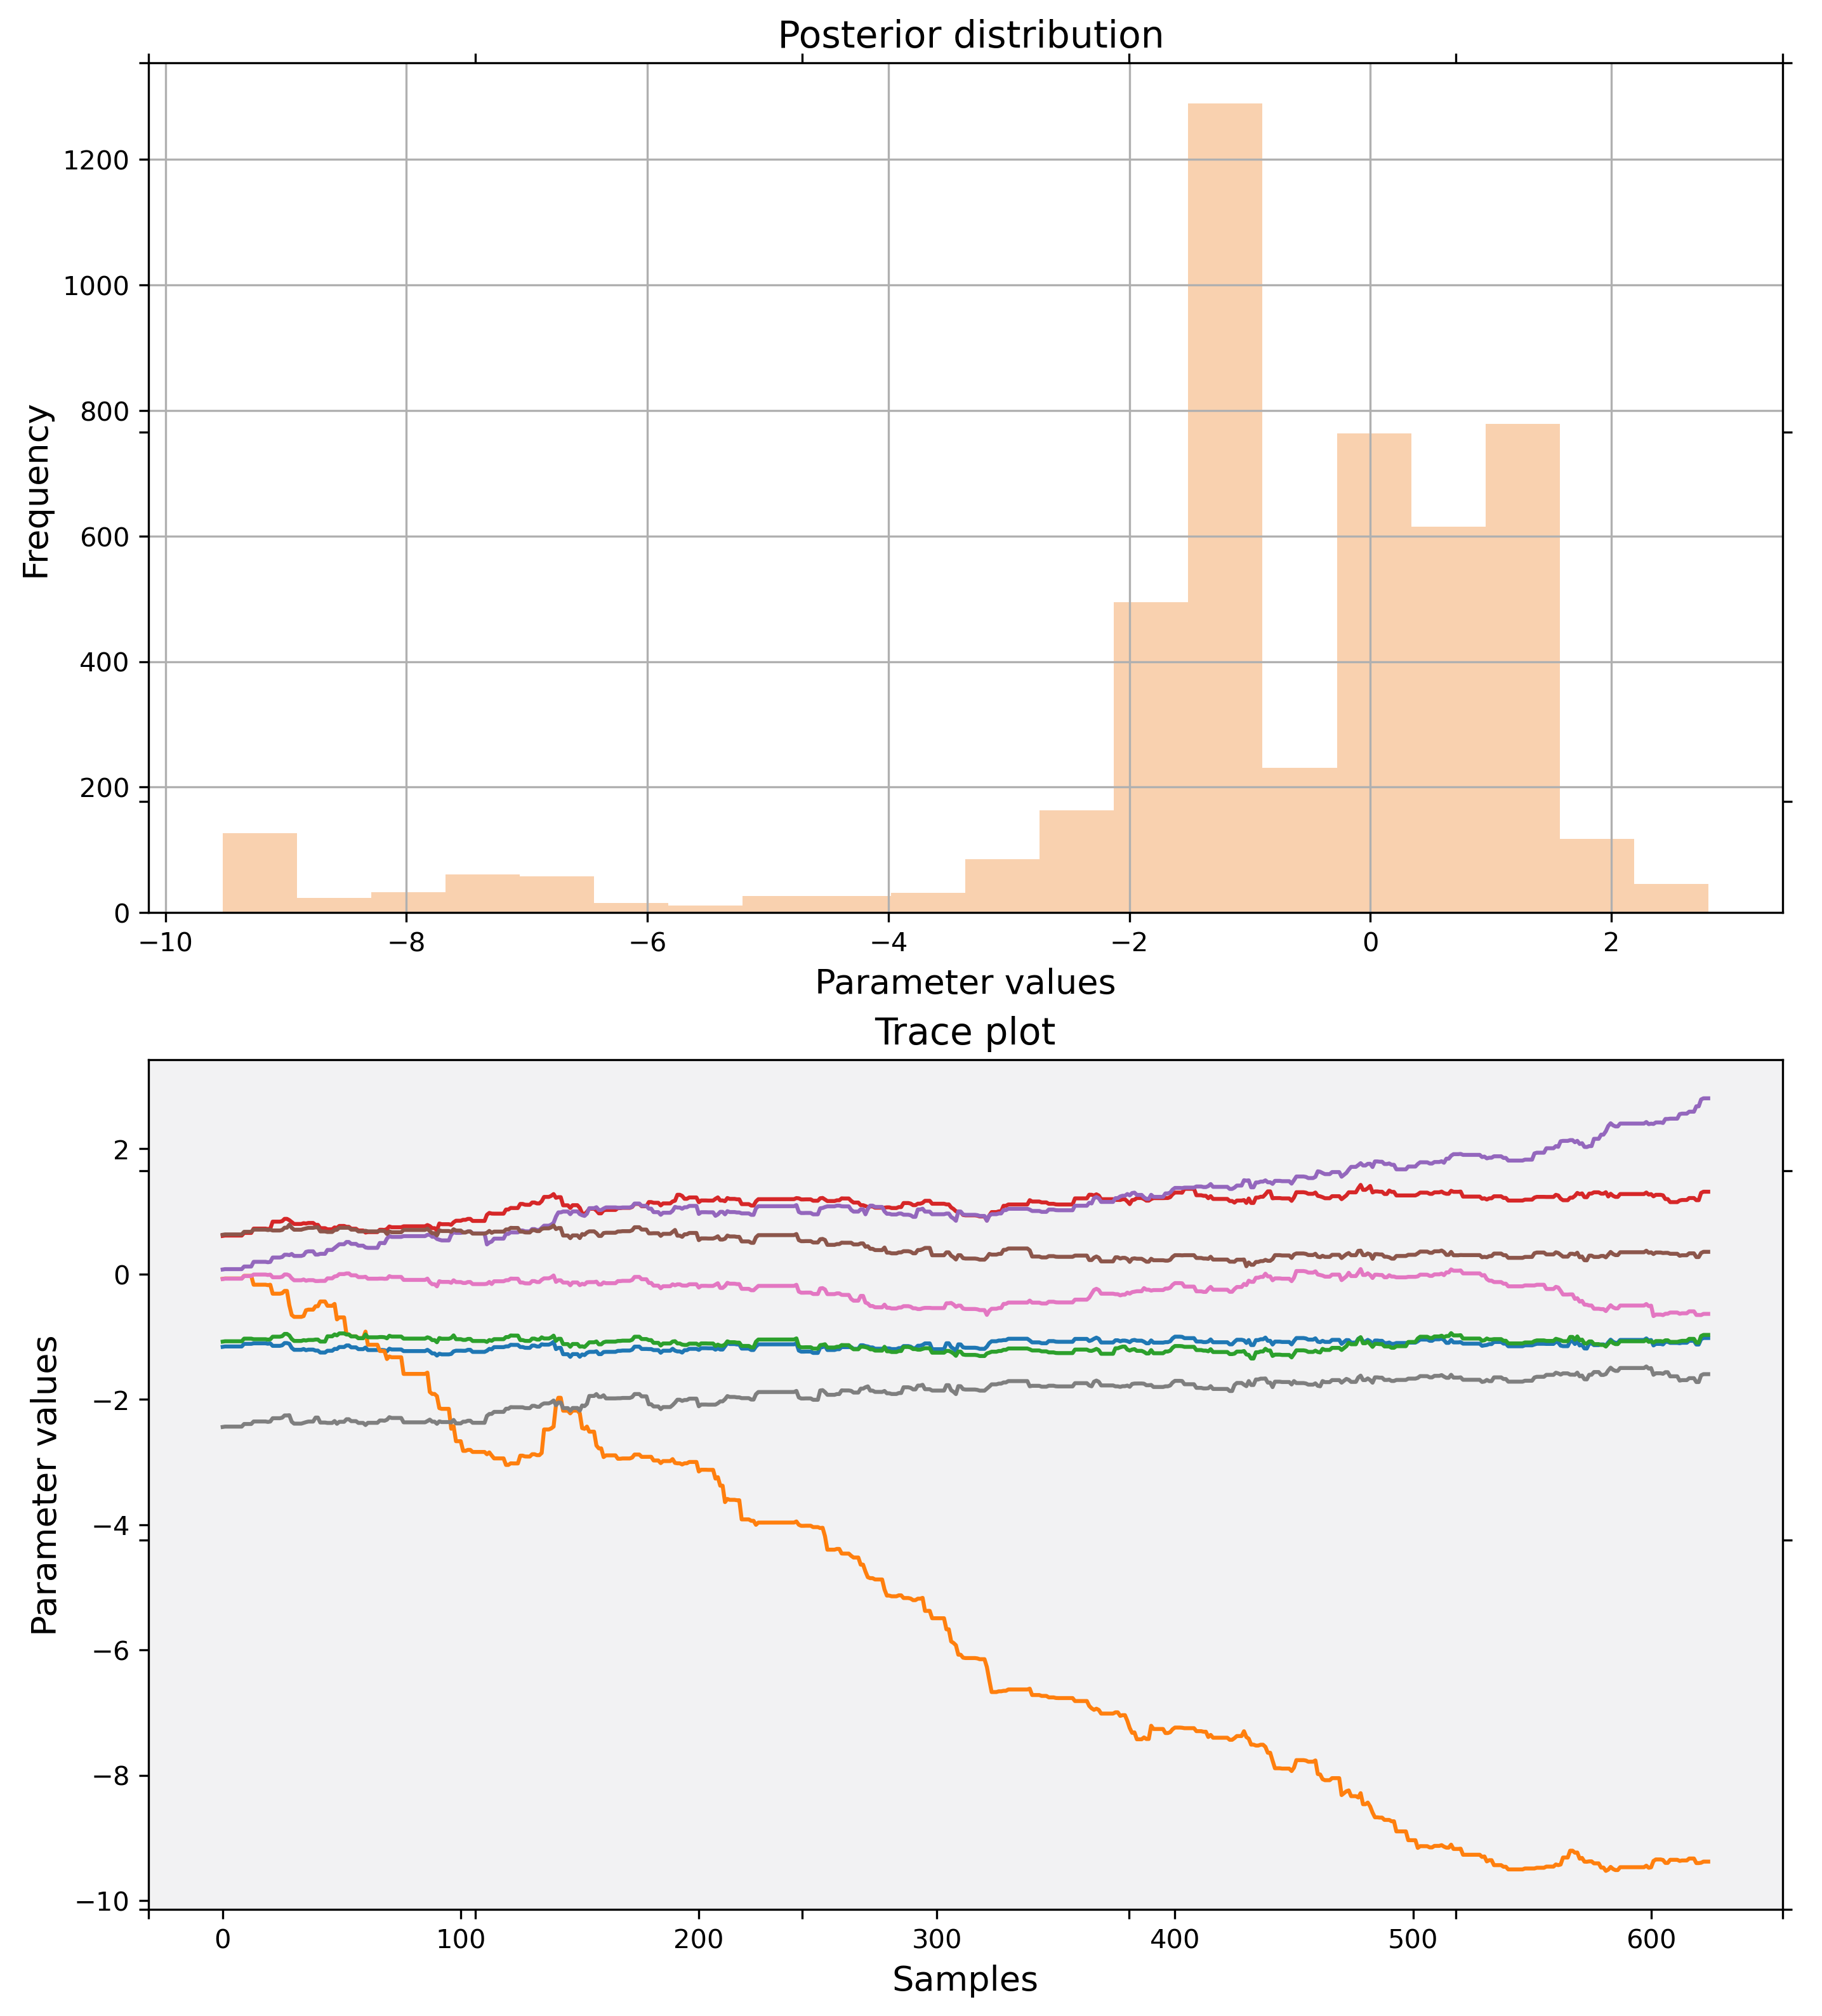 Posterior distribution
1200
1000
800
600
400
200
0
Frequency
−10 −8 −6 −4 −2 0 2
Parameter values
Trace plot
2
0
−2
−4
−6
−8
−10
Parameter values
0 100 200 300 400 500 600
Samples